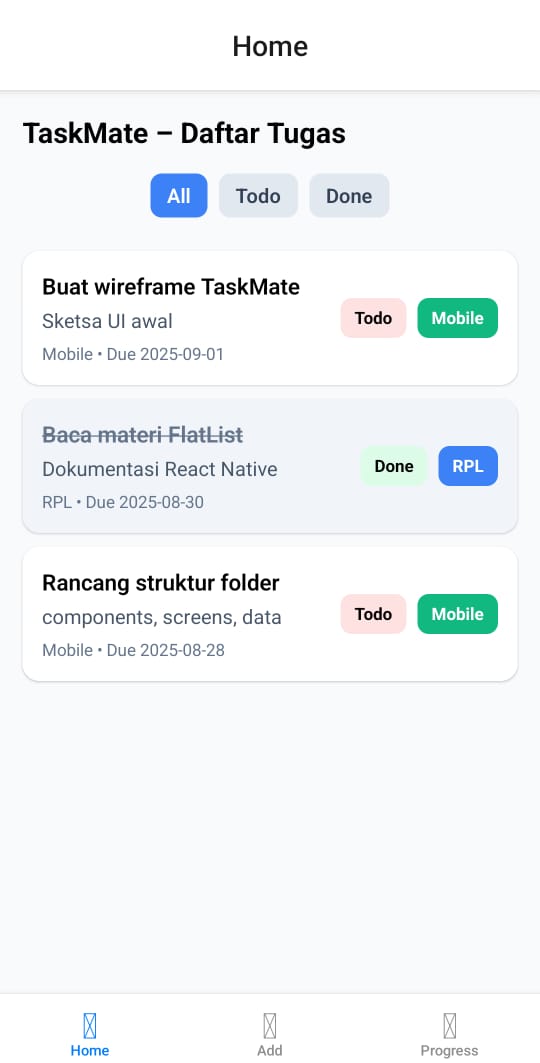 Home
TaskMate – Daftar Tugas
All Todo Done
Buat wireframe TaskMate
Sketsa UI awal
Mobile • Due 2025-09-01
Todo Mobile
Baca materi FlatList
Dokumentasi React Native
RPL • Due 2025-08-30
Done RPL
Rancang struktur folder
components, screens, data
Mobile • Due 2025-08-28
Todo Mobile
Home Add Progress